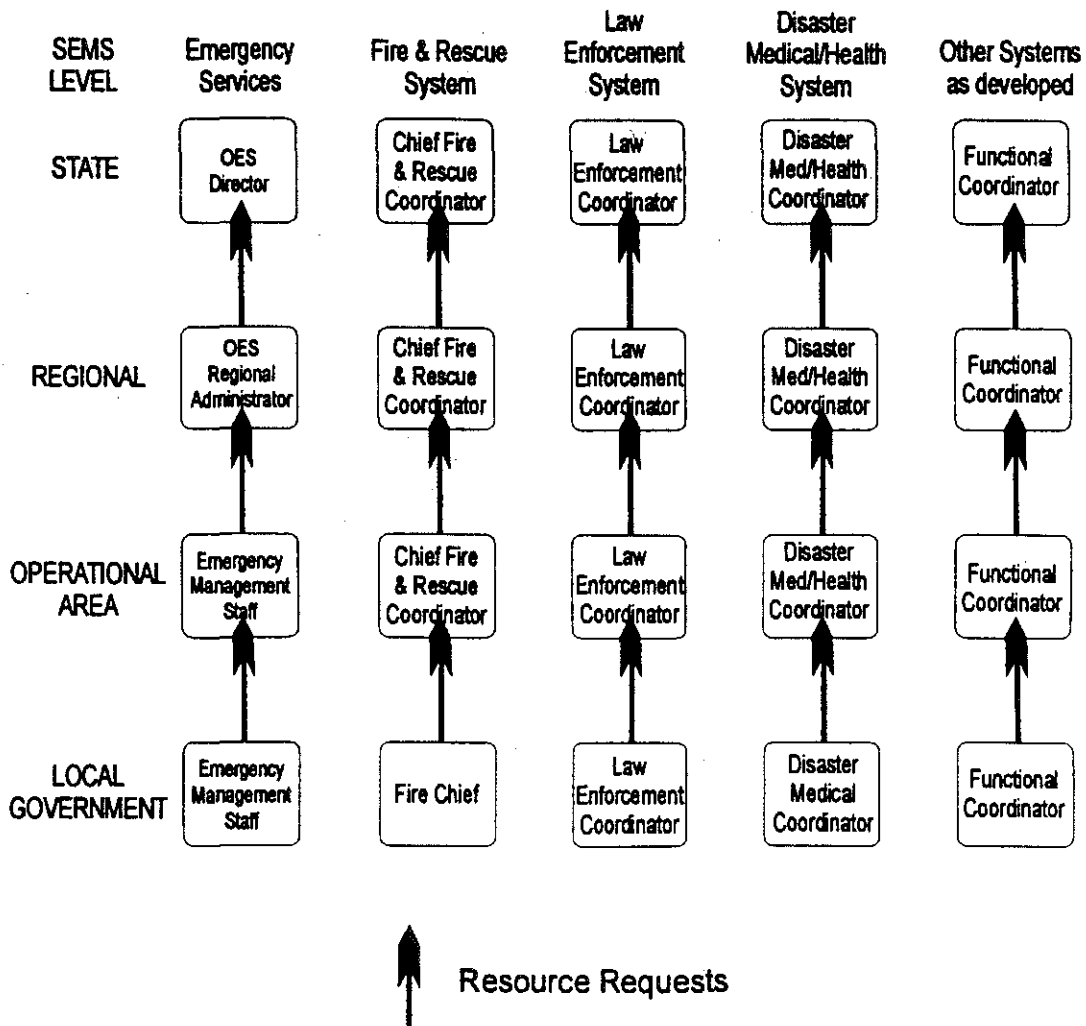 SEMS
LEVEL
Emergency
Services
Fire & Rescue
System
Law
Enforcement
System
Disaster
Medical/Health
System
Other Systems
as developed
STATE
OES
Director
Chief Fire
& Rescue
Coordinator
Law
Enforcement
Coordinator
Disaster
Med/Health
Coordinator
Functional
Coordinator
REGIONAL
OES
Regional
Administrator
Chief Fire
& Rescue
Coordinator
Law
Enforcement
Coordinator
Disaster
Med/Health
Coordinator
Functional
Coordinator
OPERATIONAL
AREA
Emergency
Management
Staff
Chief Fire
& Rescue
Coordinator
Law
Enforcement
Coordinator
Disaster
Med/Health
Coordinator
Functional
Coordinator
LOCAL
GOVERNMENT
Emergency
Management
Staff
Fire Chief
Law
Enforcement
Coordinator
Disaster
Medical
Coordinator
Functional
Coordinator
Resource Requests